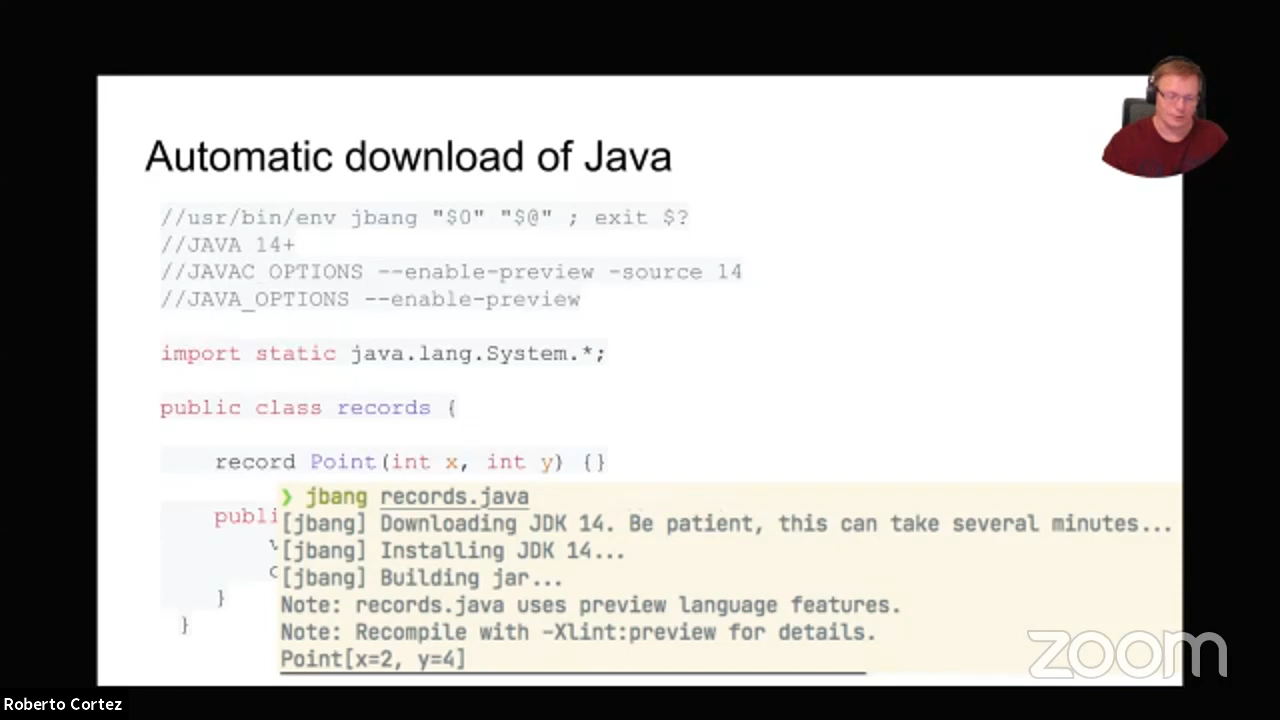 Automatic download of Java
//usr/bin/env jbang "$0" "$@" ; exit $?
//JAVA 14+
//JAVAC_OPTIONS --enable-preview -source 14
//JAVA_OPTIONS --enable-preview
import static java.lang.System.*;
public class records {
record Point(int x, int y) {}
publi
❯ jbang records.java
[jbang] Downloading JDK 14. Be patient, this can take several minutes...
[jbang] Installing JDK 14...
[jbang] Building jar...
Note: records.java uses preview language features.
Note: Recompile with -Xlint:preview for details.
Point[x=2, y=4]
}
}
zoom
Roberto Cortez